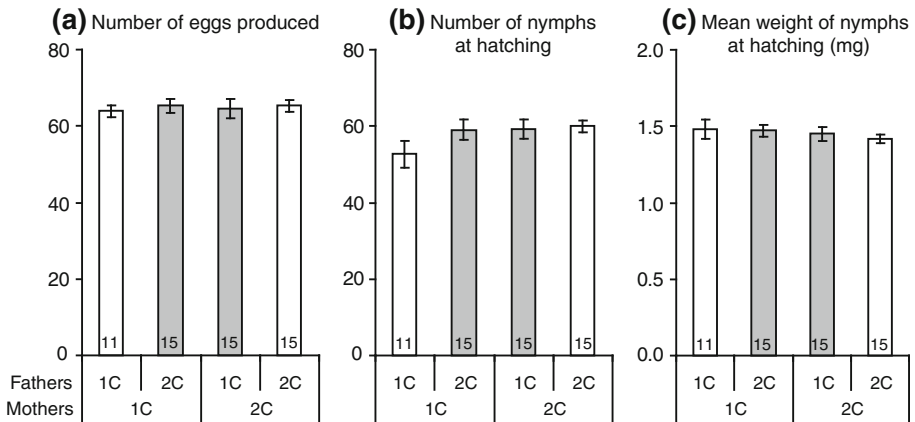 (a) Number of eggs produced
80
60
40
20
0
11 15 15 15
Fathers 1C 2C 1C 2C
Mothers 1C 2C
(b) Number of nymphs
at hatching
80
60
40
20
0
11 15 15 15
1C 2C 1C 2C
1C 2C
(c) Mean weight of nymphs
at hatching (mg)
2.0
1.5
1.0
0.5
0.0
11 15 15 15
1C 2C 1C 2C
1C 2C